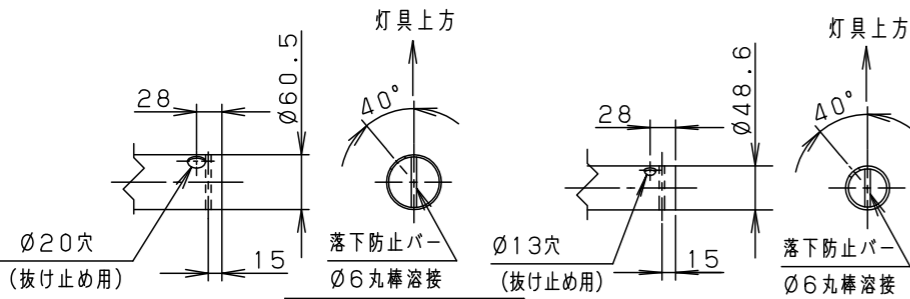 灯具上方
40°
28
Ø60.5
Ø20穴
(抜け止め用)
15
落下防止バー
Ø6丸棒溶接
灯具上方
40°
28
Ø48.6
Ø13穴
(抜け止め用)
15
落下防止バー
Ø6丸棒溶接